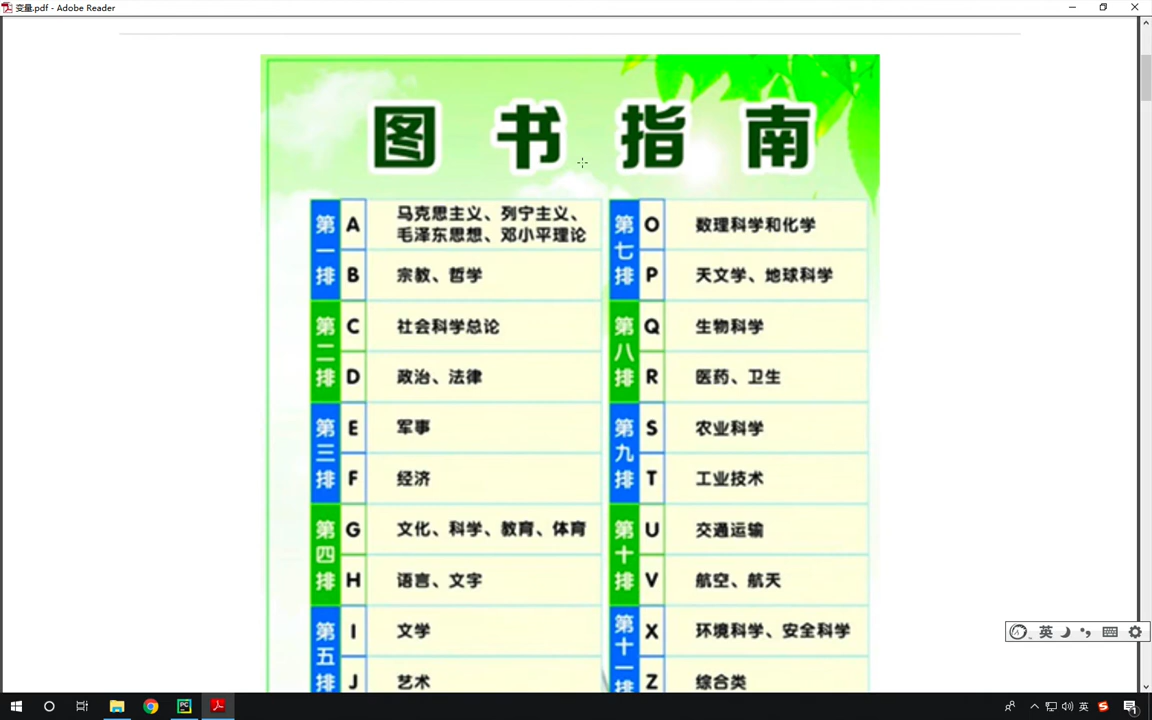 变量.pdf - Adobe Reader
图书指南
第一排
A 马克思主义、列宁主义、
毛泽东思想、邓小平理论
B 宗教、哲学
第二排
C 社会科学总论
D 政治、法律
第三排
E 军事
F 经济
第四排
G 文化、科学、教育、体育
H 语言、文字
第五排
I 文学
J 艺术
第七排
O 数理科学和化学
P 天文学、地球科学
第八排
Q 生物科学
R 医药、卫生
第九排
S 农业科学
T 工业技术
第十排
U 交通运输
V 航空、航天
第十一排
X 环境科学、安全科学
Z 综合类
英
英